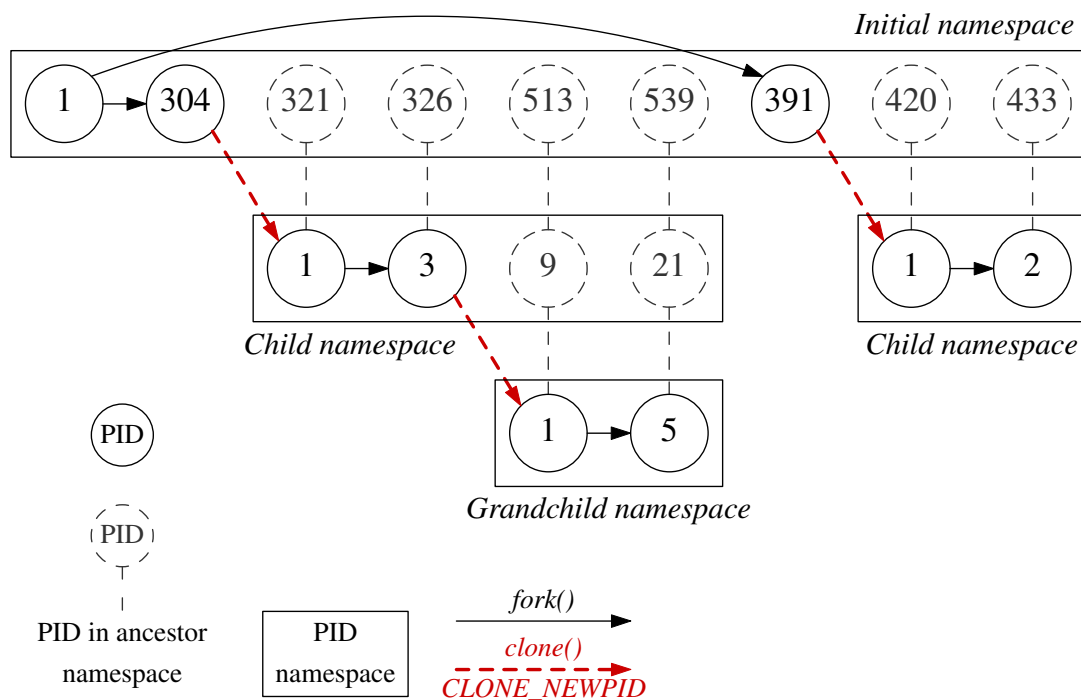 Initial namespace
1 304 321 326 513 539 391 420 433
1 3 9 21 1 2
Child namespace Child namespace
1 5
Grandchild namespace
PID
PID
PID in ancestor
namespace
PID
namespace
fork()
clone()
CLONE_NEWPID